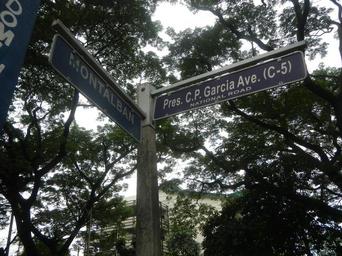 MONTALBAN
Pres. C.P. Garcia Ave. (C-5)
NATIONAL ROAD